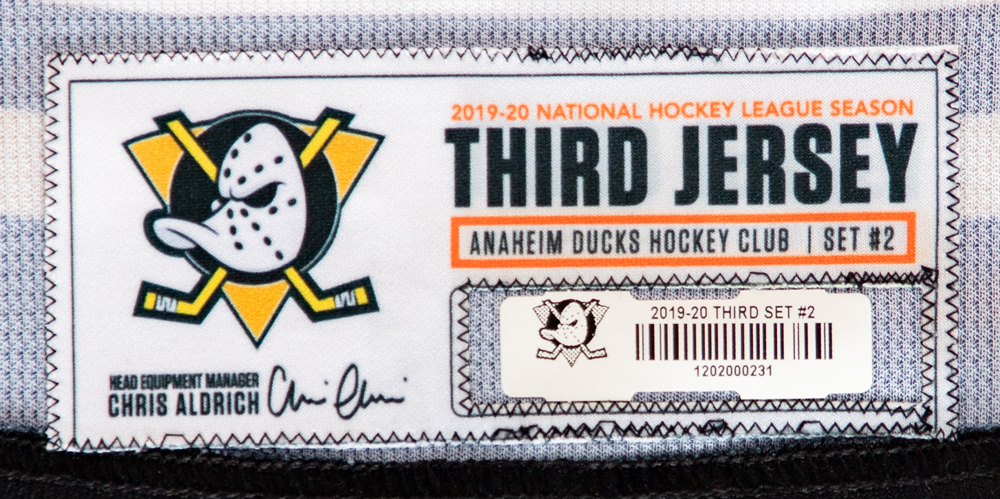 2019-20 NATIONAL HOCKEY LEAGUE SEASON
THIRD JERSEY
ANAHEIM DUCKS HOCKEY CLUB | SET #2
2019-20 THIRD SET #2
1202000231
HEAD EQUIPMENT MANAGER
CHRIS ALDRICH